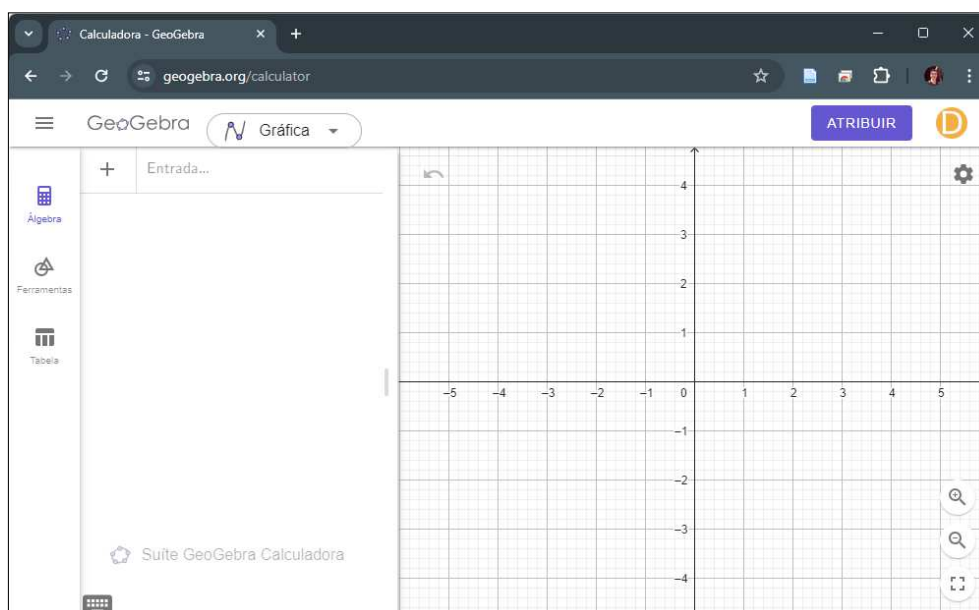 Calculadora - GeoGebra
geogebra.org/calculator
GeoGebra
Gráfica
ATRIBUIR
D
Álgebra
Ferramentas
Tabela
+ Entrada...
4
3
2
1
−5 −4 −3 −2 −1 0 1 2 3 4 5
−1
−2
−3
−4
Suíte GeoGebra Calculadora